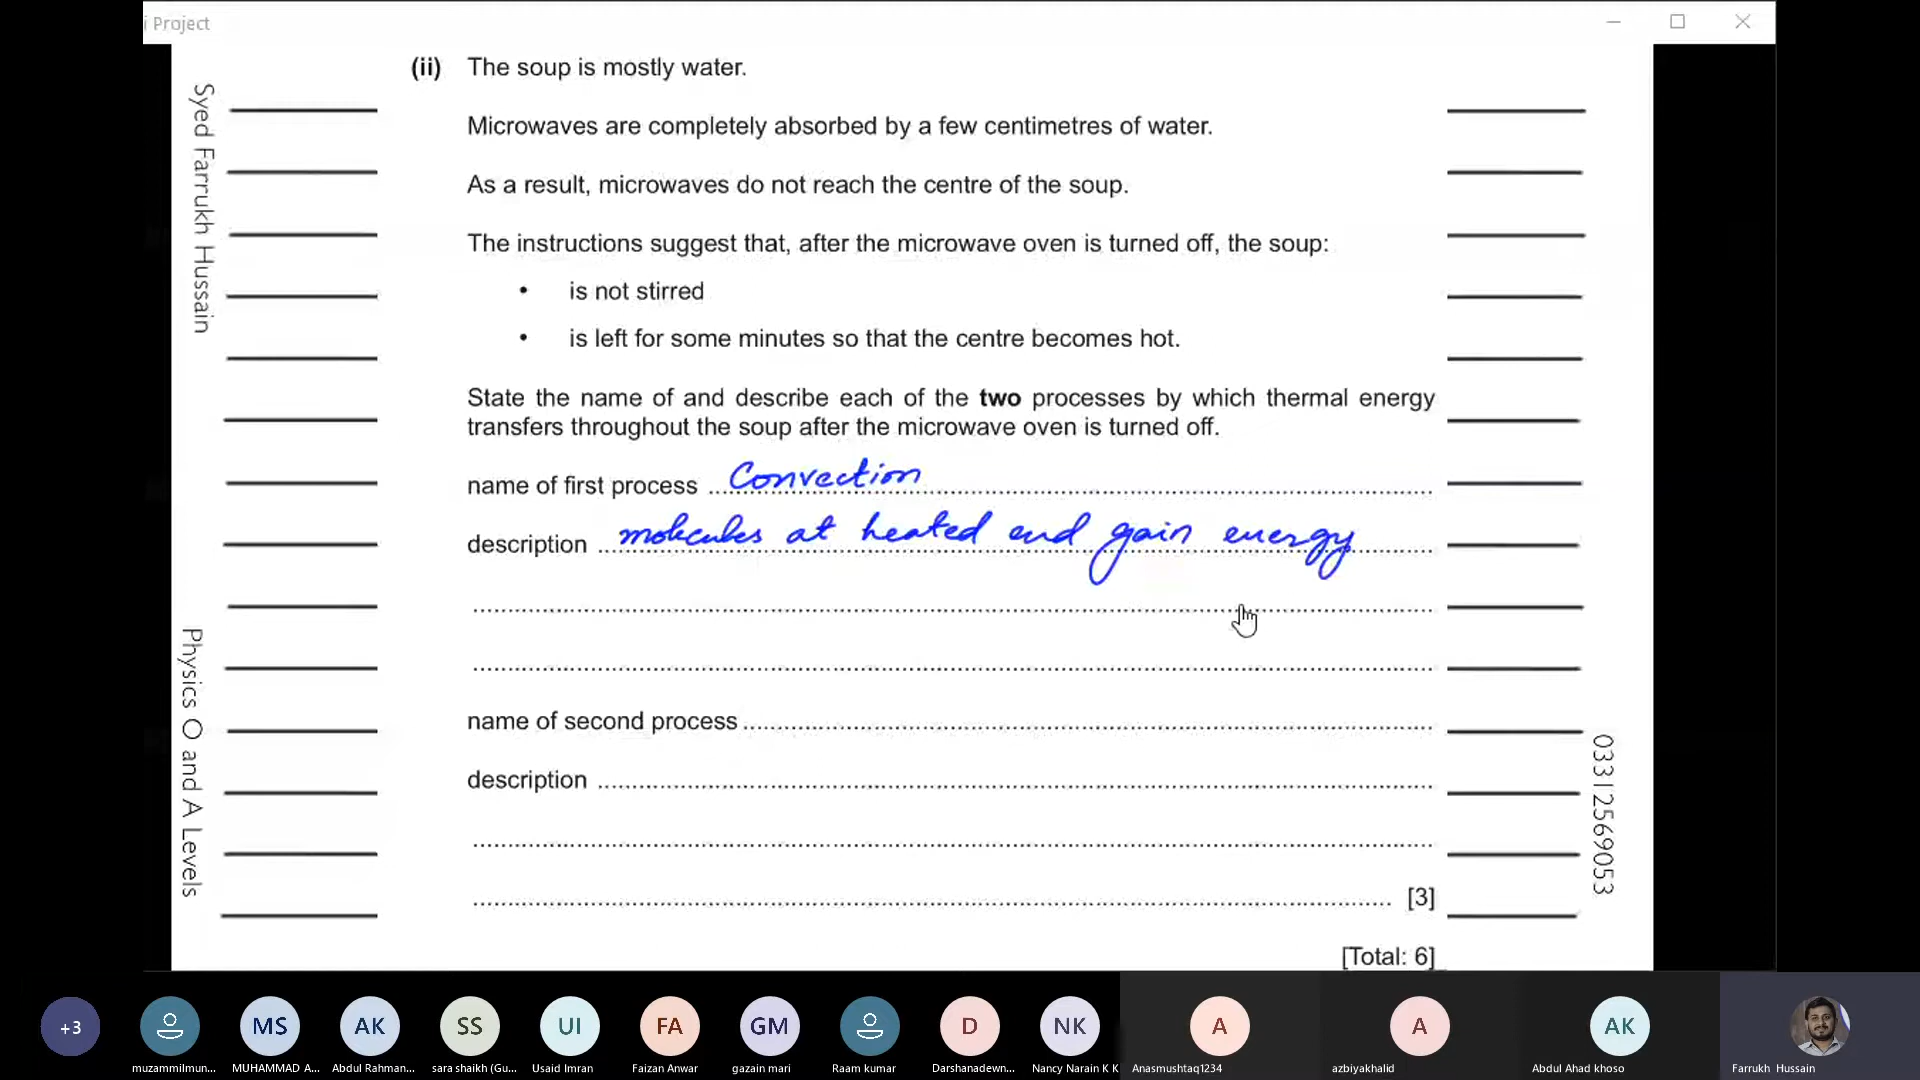 i Project
(ii) The soup is mostly water.
Microwaves are completely absorbed by a few centimetres of water.
As a result, microwaves do not reach the centre of the soup.
The instructions suggest that, after the microwave oven is turned off, the soup:
• is not stirred
• is left for some minutes so that the centre becomes hot.
State the name of and describe each of the two processes by which thermal energy
transfers throughout the soup after the microwave oven is turned off.
name of first process Convection
description molecules at heated end gain energy
name of second process
description
[3]
[Total: 6]
Syed Farrukh Hussain
Physics O and A Levels
03312569053
+3
MS
AK
SS
UI
FA
GM
D
NK
A
A
AK
muzammilmun...
MUHAMMAD A...
Abdul Rahman...
sara shaikh (Gu...
Usaid Imran
Faizan Anwar
gazain mari
Raam kumar
Darshanadewn...
Nancy Narain K K
Anasmushtaq1234
azbiyakhalid
Abdul Ahad khoso
Farrukh Hussain